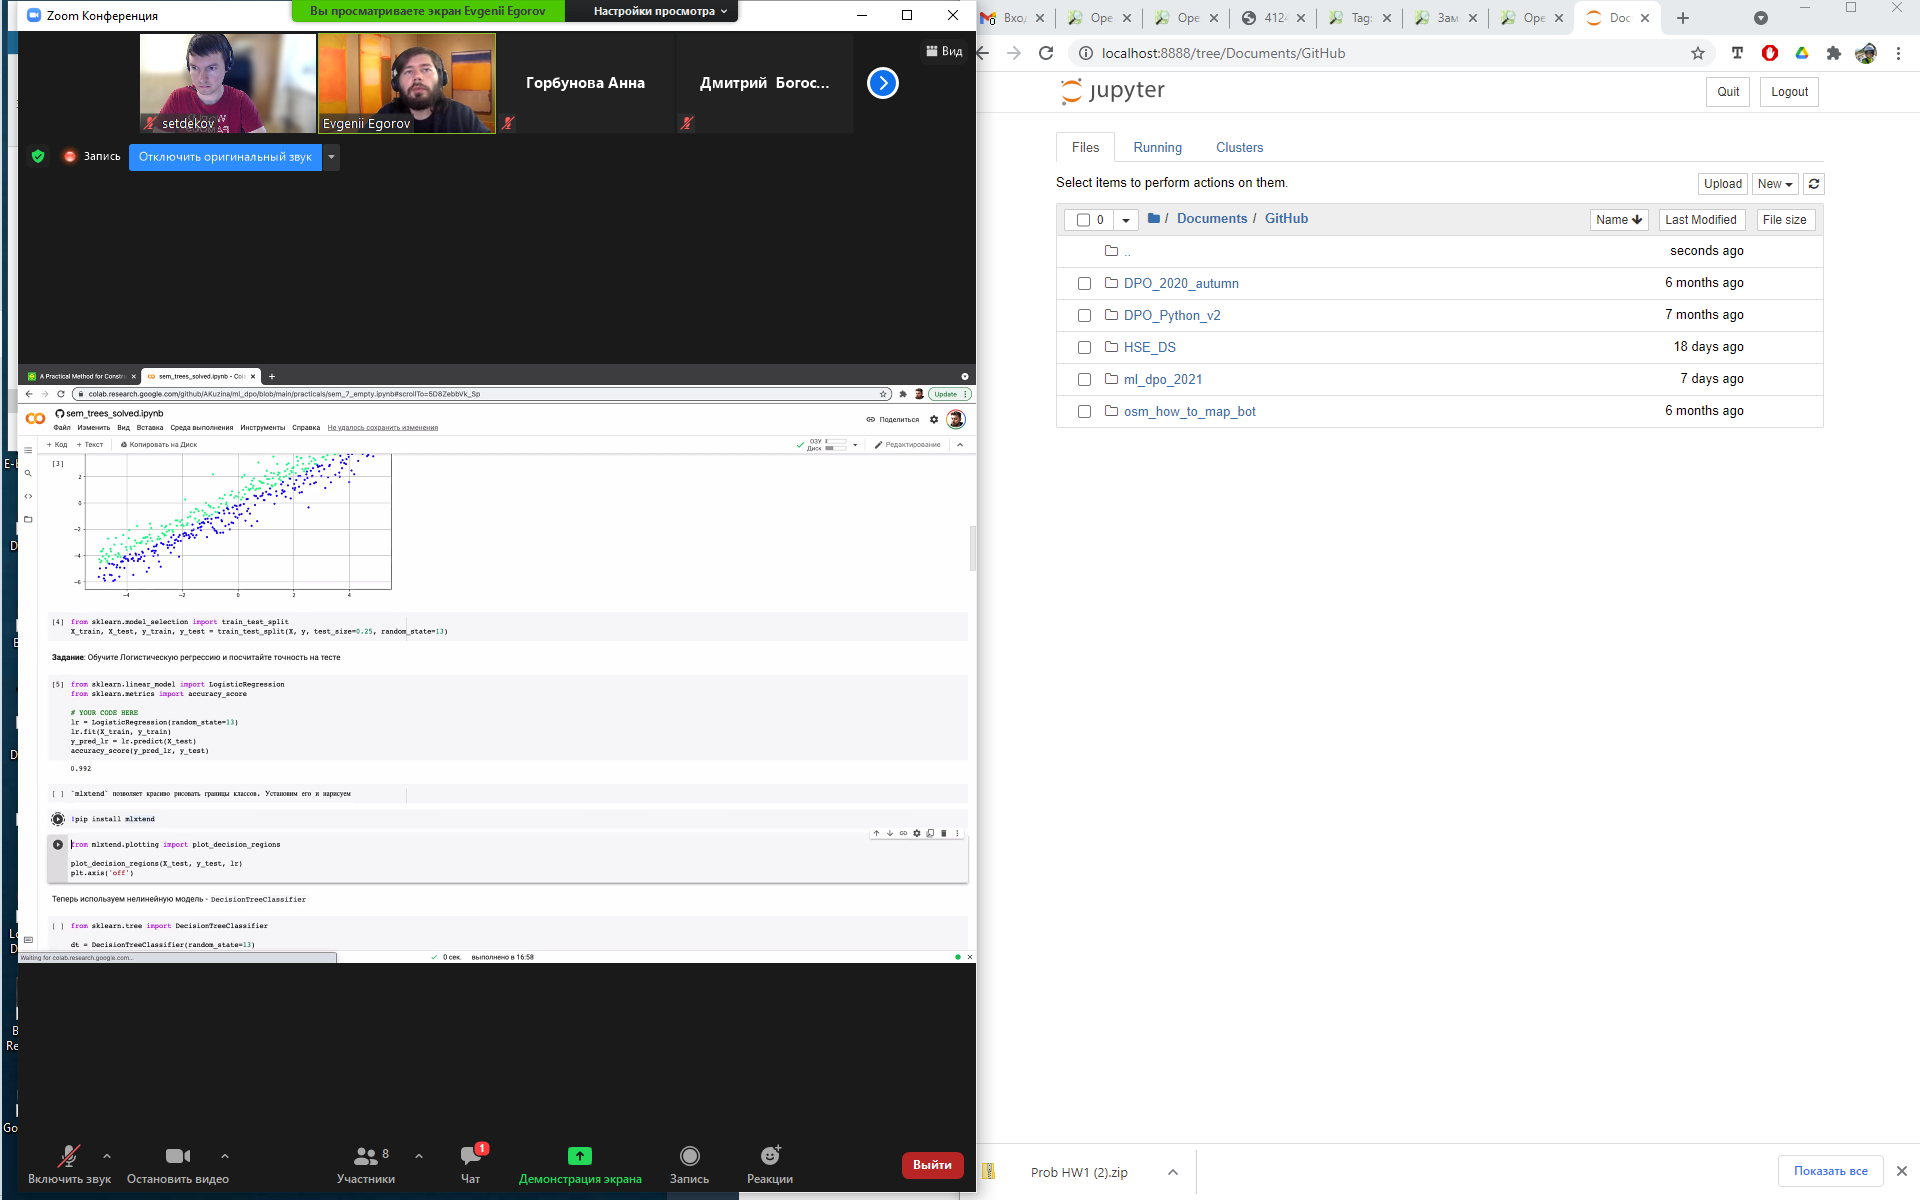 Zoom Конференция
Вы просматриваете экран Evgenii Egorov
Настройки просмотра
Вид
setdekov
Evgenii Egorov
Горбунова Анна
Дмитрий Богос...
Запись
Отключить оригинальный звук
A Practical Method for Constru
sem_trees_solved.ipynb - Col
colab.research.google.com/github/AKuzina/ml_dpo/blob/main/practicals/sem_7_empty.ipynb#scrollTo=5D8ZebbVk_Sp
Update
sem_trees_solved.ipynb
Поделиться
Файл Изменить Вид Вставка Среда выполнения Инструменты Справка Не удалось сохранить изменения
+ Код + Текст Копировать на Диск
ОЗУ
Диск
Редактирование
[3]
2
0
−2
−4
−6
−4 −2 0 2 4
[4] from sklearn.model_selection import train_test_split
X_train, X_test, y_train, y_test = train_test_split(X, y, test_size=0.25, random_state=13)
Задание: Обучите Логистическую регрессию и посчитайте точность на тесте
[5] from sklearn.linear_model import LogisticRegression
from sklearn.metrics import accuracy_score
# YOUR CODE HERE
lr = LogisticRegression(random_state=13)
lr.fit(X_train, y_train)
y_pred_lr = lr.predict(X_test)
accuracy_score(y_pred_lr, y_test)
0.992
[ ] `mlxtend` позволяет красиво рисовать границы классов. Установим его и нарисуем
!pip install mlxtend
from mlxtend.plotting import plot_decision_regions
plot_decision_regions(X_test, y_test, lr)
plt.axis('off')
Теперь используем нелинейную модель - DecisionTreeClassifier
[ ] from sklearn.tree import DecisionTreeClassifier
dt = DecisionTreeClassifier(random_state=13)
Waiting for colab.research.google.com...
0 сек. выполнено в 16:58
Включить звук
Остановить видео
8
Участники
1
Чат
Демонстрация экрана
Запись
Реакции
Выйти
Вхо
Ope
Ope
4124
Tag:
Зам
Ope
Doc
localhost:8888/tree/Documents/GitHub
jupyter
Quit
Logout
Files
Running
Clusters
Select items to perform actions on them.
Upload
New
0
/ Documents / GitHub
Name
Last Modified
File size
.. seconds ago
DPO_2020_autumn 6 months ago
DPO_Python_v2 7 months ago
HSE_DS 18 days ago
ml_dpo_2021 7 days ago
osm_how_to_map_bot 6 months ago
Prob HW1 (2).zip
Показать все